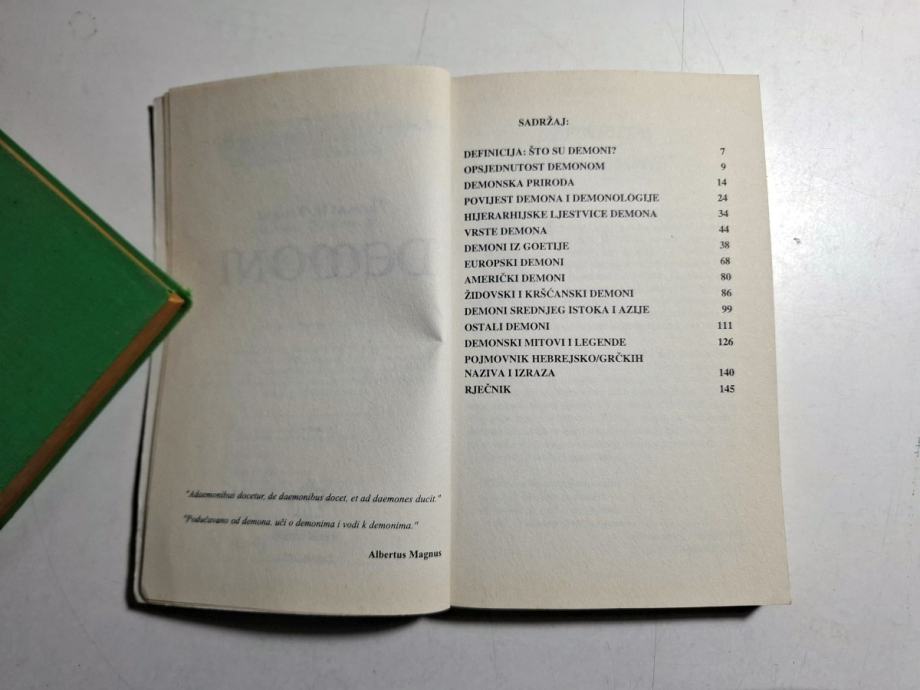 "Adaemonibus docetur, de daemonibus docet, et ad daemones ducit."
"Podučavano od demona, uči o demonima i vodi k demonima."
Albertus Magnus
SADRŽAJ:
DEFINICIJA: ŠTO SU DEMONI? 7
OPSJEDNUTOST DEMONOM 9
DEMONSKA PRIRODA 14
POVIJEST DEMONA I DEMONOLOGIJE 24
HIJERARHIJSKE LJESTVICE DEMONA 34
VRSTE DEMONA 44
DEMONI IZ GOETIJE 38
EUROPSKI DEMONI 68
AMERIČKI DEMONI 80
ŽIDOVSKI I KRŠĆANSKI DEMONI 86
DEMONI SREDNJEG ISTOKA I AZIJE 99
OSTALI DEMONI 111
DEMONSKI MITOVI I LEGENDE 126
POJMOVNIK HEBREJSKO/GRČKIH
NAZIVA I IZRAZA 140
RJEČNIK 145